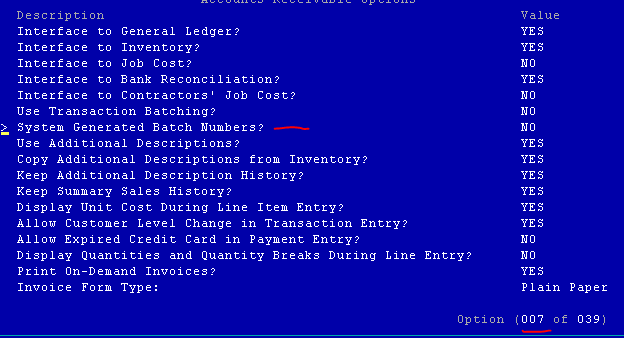 Accounts Receivable Options
Description Value
Interface to General Ledger? YES
Interface to Inventory? YES
Interface to Job Cost? NO
Interface to Bank Reconciliation? YES
Interface to Contractors' Job Cost? NO
Use Transaction Batching? NO
> System Generated Batch Numbers? NO
Use Additional Descriptions? YES
Copy Additional Descriptions from Inventory? YES
Keep Additional Description History? YES
Keep Summary Sales History? YES
Display Unit Cost During Line Item Entry? YES
Allow Customer Level Change in Transaction Entry? YES
Allow Expired Credit Card in Payment Entry? NO
Display Quantities and Quantity Breaks During Line Entry? NO
Print On-Demand Invoices? YES
Invoice Form Type: Plain Paper
Option (007 of 039)